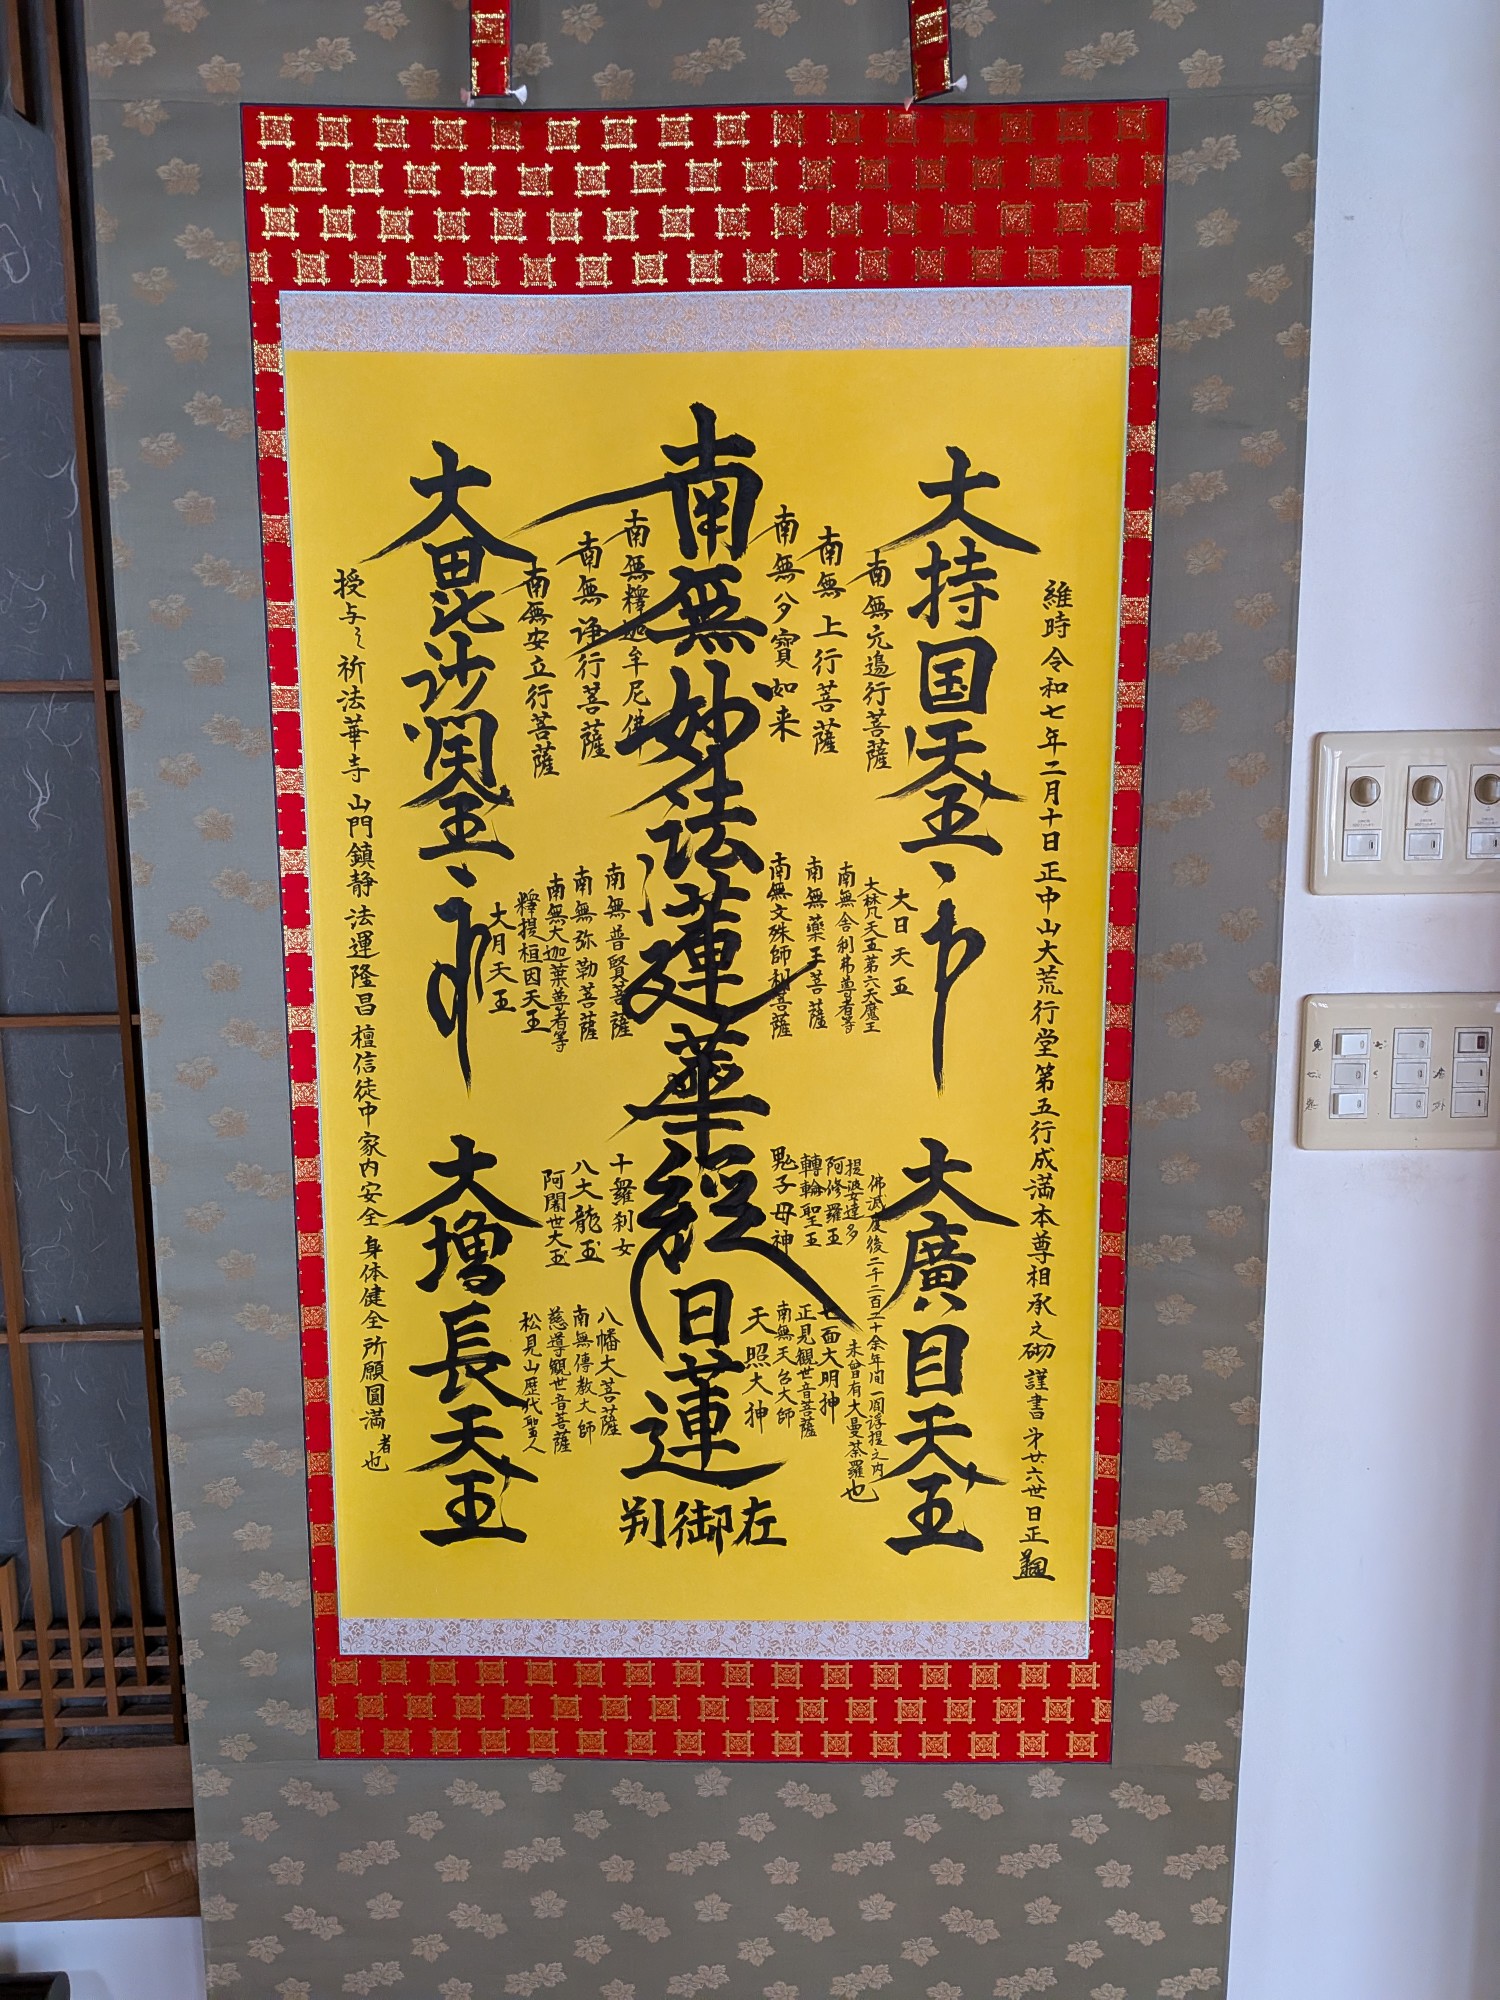 維時令和七年二月十日正中山大荒行堂第五行成満本尊相承之砌 謹書 第廿六世日正
大持国天王
大廣目天王
南無无邉行菩薩
南無上行菩薩
南無多寳如来
大日天王
大梵天王第六天魔王
南無舎利弗尊者等
南無藥王菩薩
南無文殊師利菩薩
佛滅度後二千二百二十余年間一閻浮提之内
未曽有大曼荼羅也
提婆達多
阿修羅王
轉輪聖王
鬼子母神
七面大明神
正見観世音菩薩
南無天台大師
天照大神
南無妙法蓮華経
日蓮
在御判
南無釋迦牟尼佛
南無浄行菩薩
南無安立行菩薩
南無普賢菩薩
南無弥勒菩薩
南無大迦葉尊者等
釋提桓因天王
大月天王
十羅刹女
八大龍王
阿闍世大王
八幡大菩薩
南無傳教大師
慈導観世音菩薩
松見山歴代聖人
大毘沙門天王
大増長天王
授与之 祈法華寺山門鎮静法運隆昌檀信徒中家内安全身体健全所願圓満者也